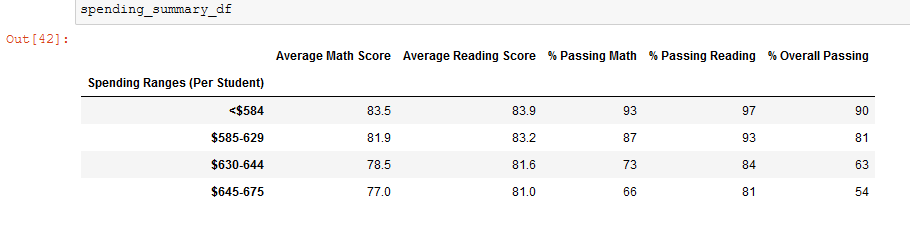 spending_summary_df
Out[42]:
Average Math Score Average Reading Score % Passing Math % Passing Reading % Overall Passing
Spending Ranges (Per Student)
<$584 83.5 83.9 93 97 90
$585-629 81.9 83.2 87 93 81
$630-644 78.5 81.6 73 84 63
$645-675 77.0 81.0 66 81 54